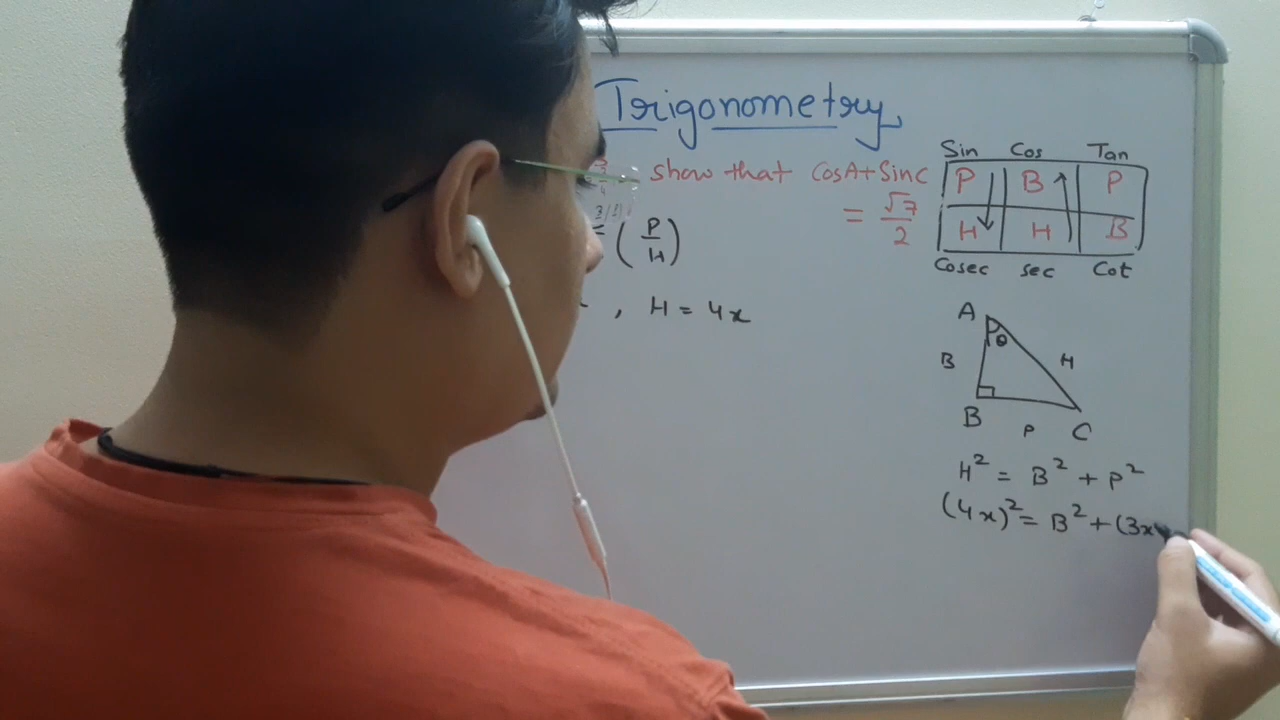 Trigonometry
show that CosA+Sinc
= √7/2
(P/H)
, H = 4x
Sin Cos Tan
P B P
H H B
Cosec sec Cot
A
θ
B H
B P C
H² = B² + P²
(4x)² = B² + (3x